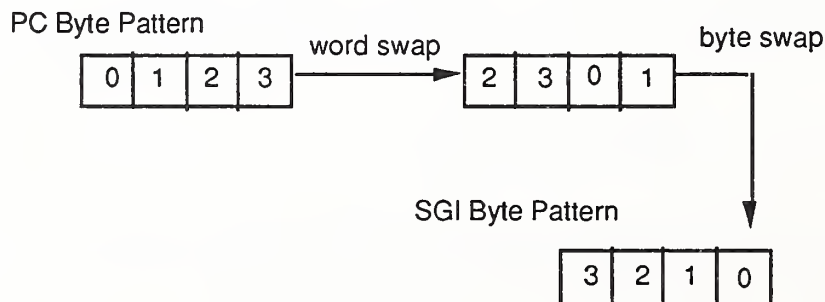 PC Byte Pattern
word swap
byte swap
0 1 2 3
2 3 0 1
SGI Byte Pattern
3 2 1 0